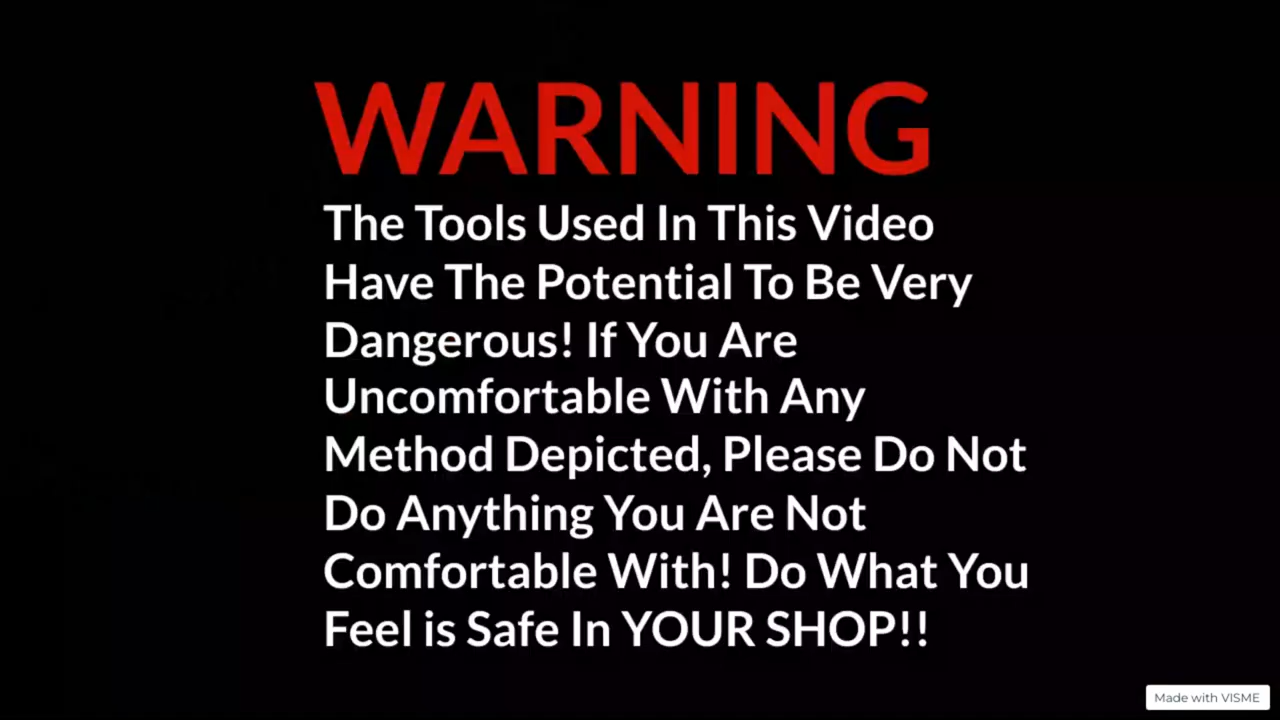 WARNING
The Tools Used In This Video
Have The Potential To Be Very
Dangerous! If You Are
Uncomfortable With Any
Method Depicted, Please Do Not
Do Anything You Are Not
Comfortable With! Do What You
Feel is Safe In YOUR SHOP!!
Made with VISME